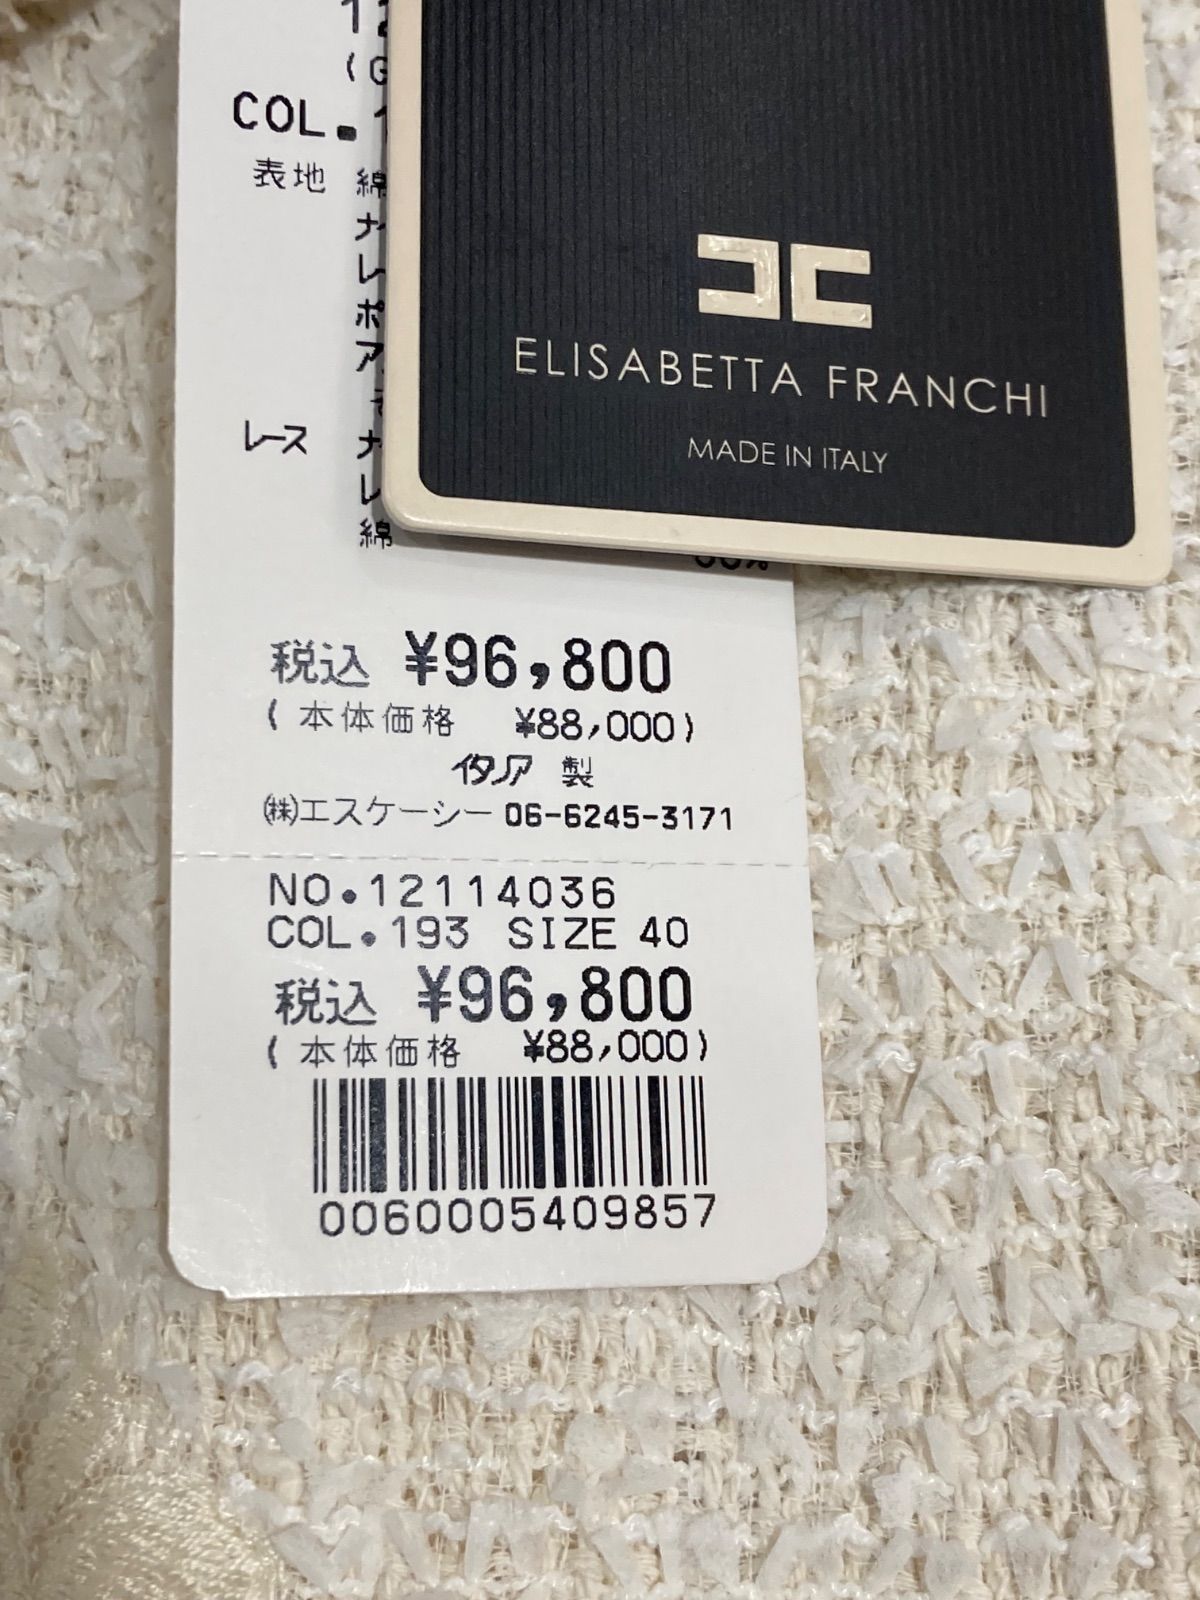 COL.
表地 綿
レース
綿
ELISABETTA FRANCHI
MADE IN ITALY
税込 ¥96,800
(本体価格 ¥88,000)
イタリア 製
㈱エスケーシー 06-6245-3171
NO.12114036
COL.193 SIZE 40
税込 ¥96,800
(本体価格 ¥88,000)
0060005409857